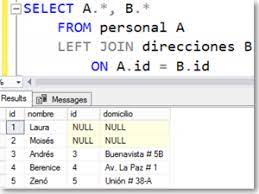 SELECT A.*, B.*
FROM personal A
LEFT JOIN direcciones B
ON A.id = B.id
%
Results Messages
id nombre id domicilio
1 1 Laura NULL NULL
2 2 Moisés NULL NULL
3 3 Andrés 3 Buenavista # 5B
4 4 Berenice 4 Av. La Paz # 1
5 5 Zenó 5 Unión # 38-A